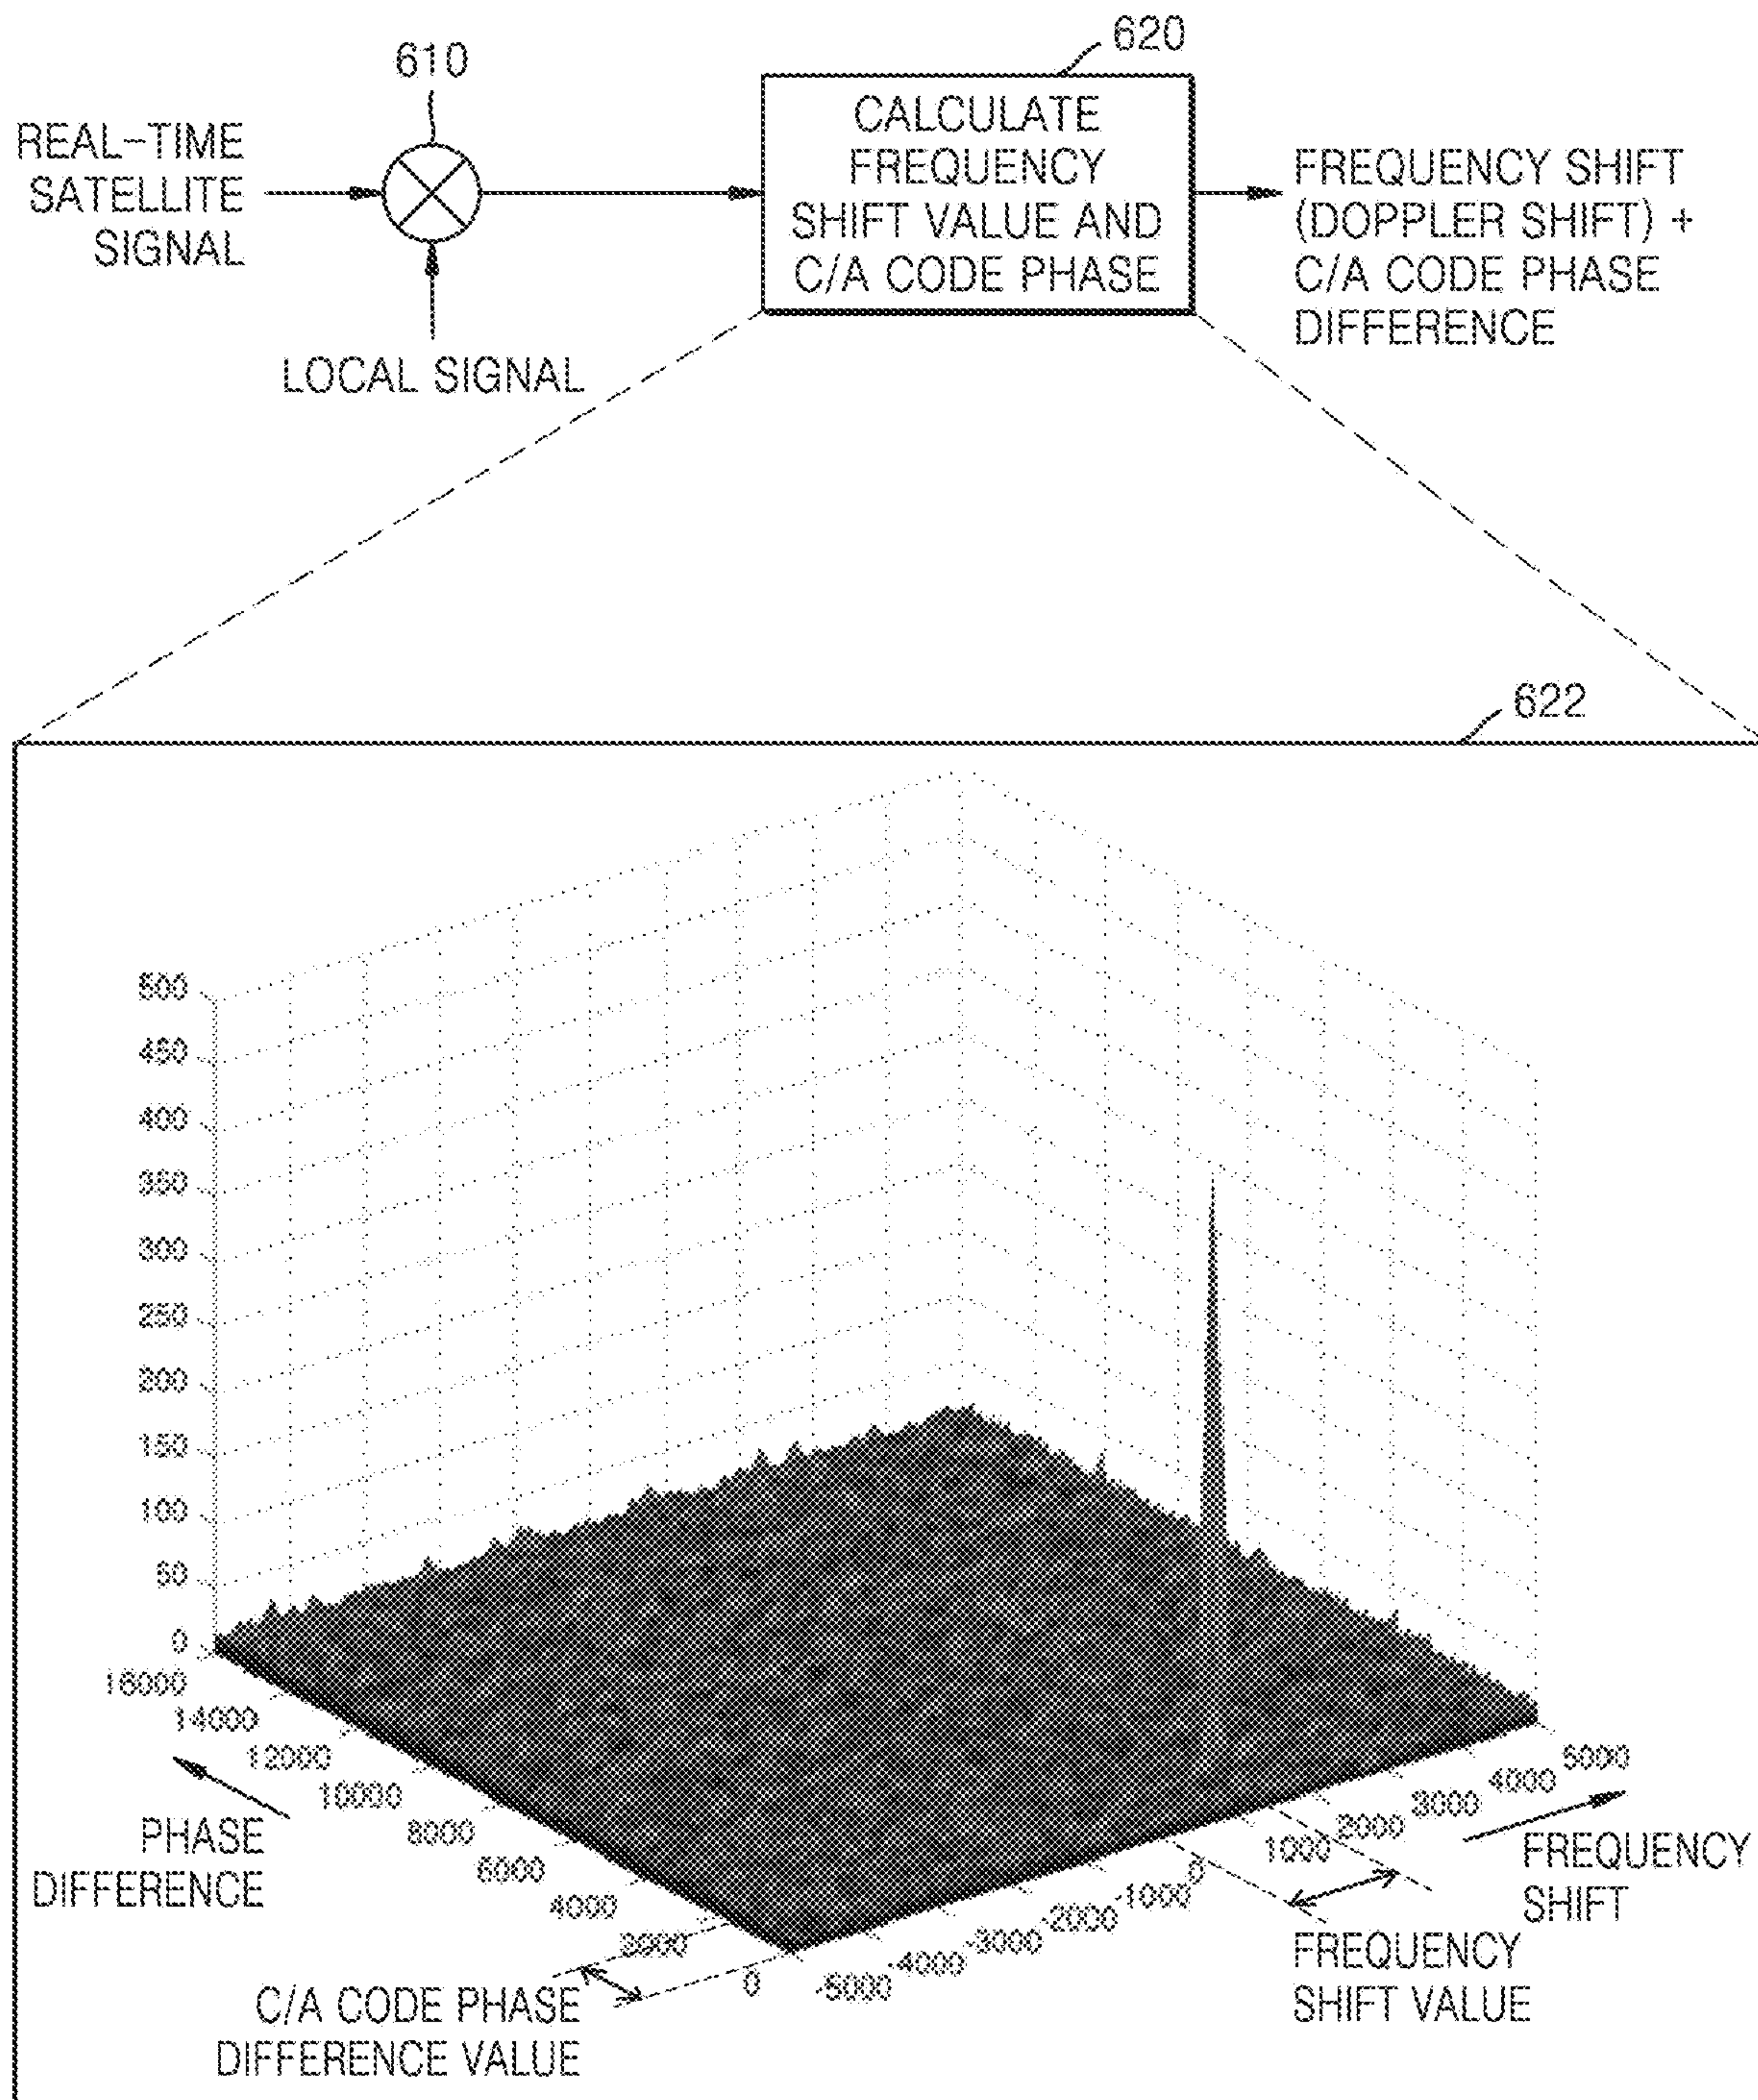 610
620
REAL-TIME
SATELLITE
SIGNAL
LOCAL SIGNAL
CALCULATE
FREQUENCY
SHIFT VALUE AND
C/A CODE PHASE
FREQUENCY SHIFT
(DOPPLER SHIFT) +
C/A CODE PHASE
DIFFERENCE
622
500
450
400
350
300
250
200
150
100
50
0
16000
14000
12000
10000
8000
6000
4000
2000
0
-5000
-4000
-3000
-2000
-1000
0
1000
2000
3000
4000
5000
PHASE
DIFFERENCE
C/A CODE PHASE
DIFFERENCE VALUE
FREQUENCY
SHIFT VALUE
FREQUENCY
SHIFT